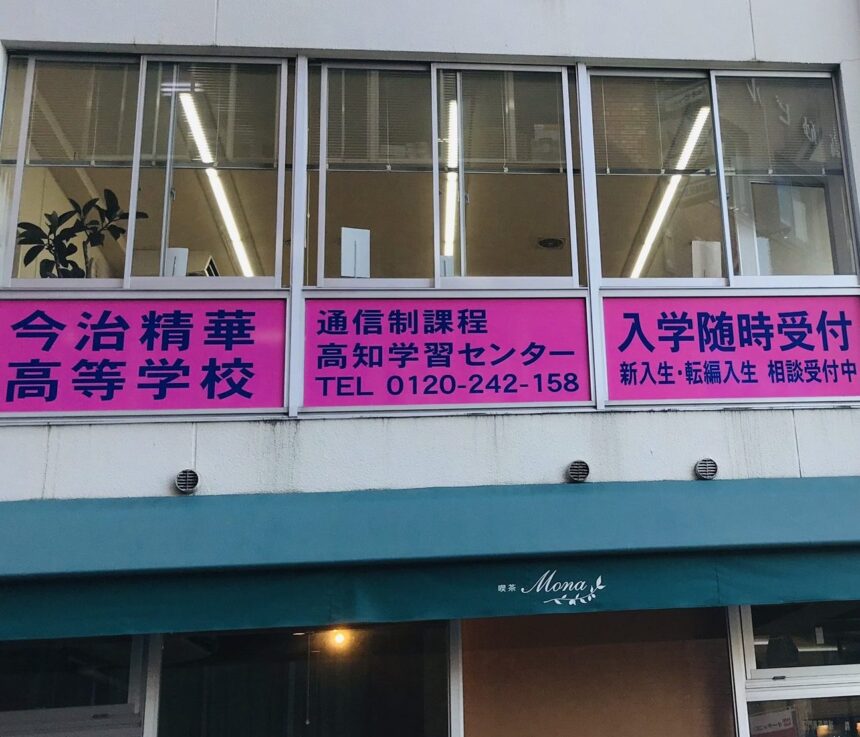 今治精華
高等学校
通信制課程
高知学習センター
TEL 0120-242-158
入学随時受付
新入生・転編入生 相談受付中
喫茶 Mona